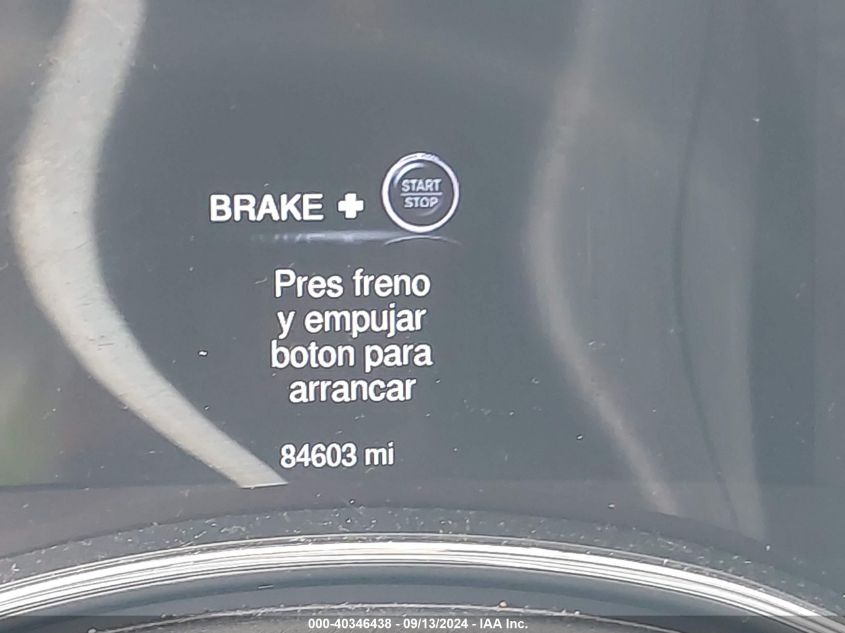 BRAKE + START
STOP
Pres freno
y empujar
boton para
arrancar
84603 mi
000-40346438 - 09/13/2024 - IAA Inc.